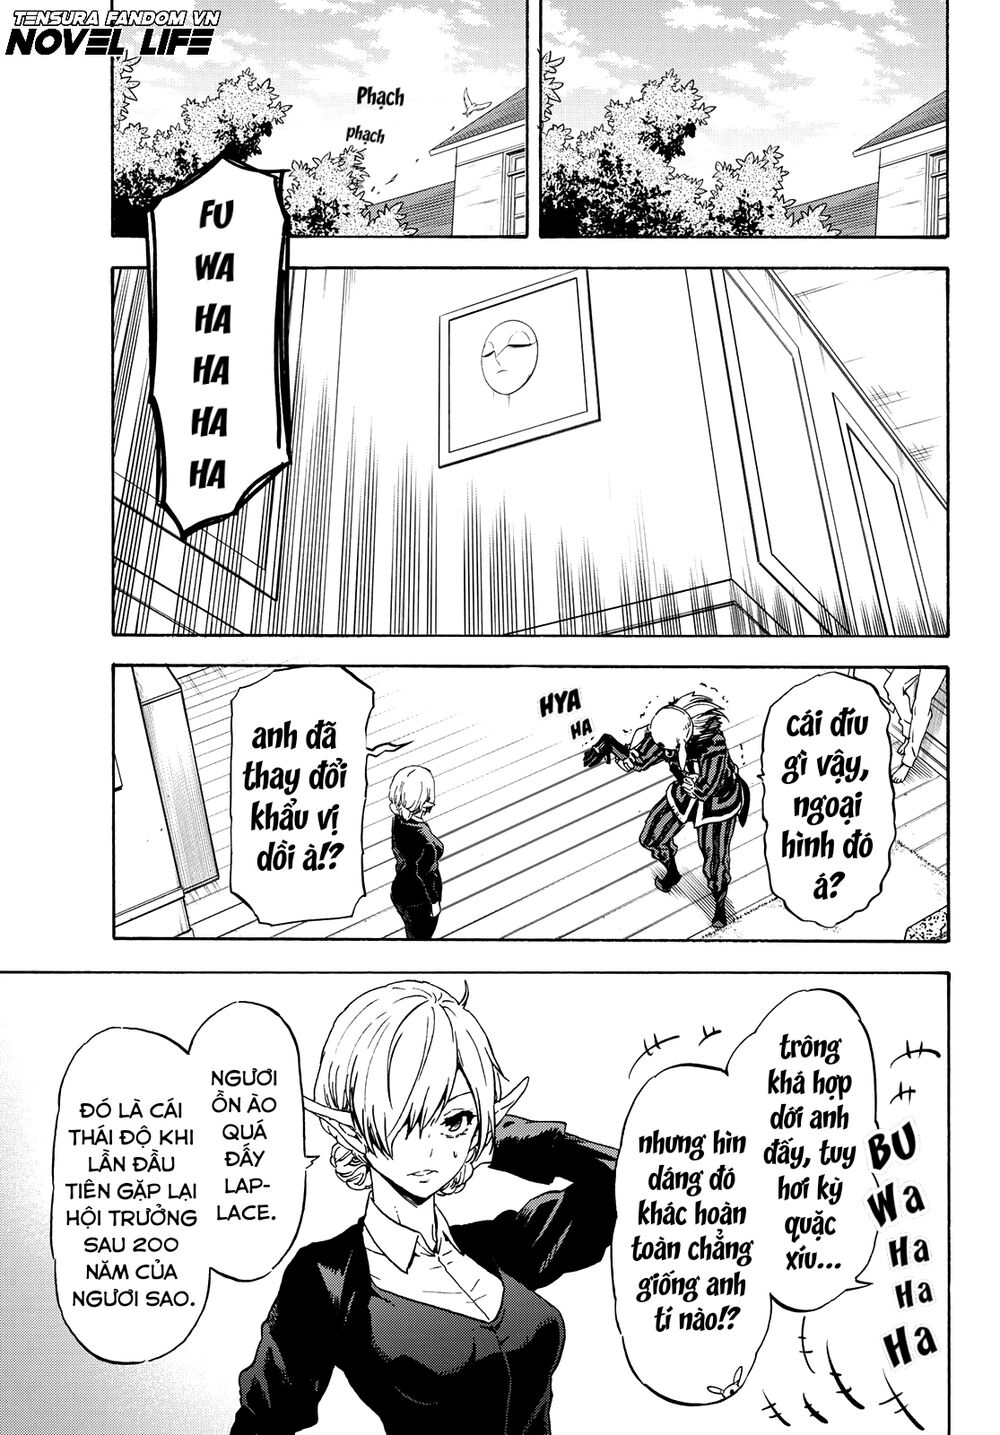 TENSURA FANDOM VN
NOVEL LIFE
Phạch
phạch
FU
WA
HA
HA
HA
HA
cái đíu
gì vậy,
ngoại
hình đó
á?
HYA
HA
anh đã
thay đổi
khẩu vị
dồi à!?
trông
khá hợp
dới anh
đấy, tuy
hơi kỳ
quặc
xíu...
nhưng hìn
dáng đó
khác hoàn
toàn chẳng
giống anh
tí nào!?
BU
WA
HA
HA
HA
NGƯƠI
ỒN ÀO
QUÁ
ĐẤY
LAP-
LACE.
ĐÓ LÀ CÁI
THÁI ĐỘ KHI
LẦN ĐẦU
TIÊN GẶP LẠI
HỘI TRƯỞNG
SAU 200
NĂM CỦA
NGƯƠI SAO.